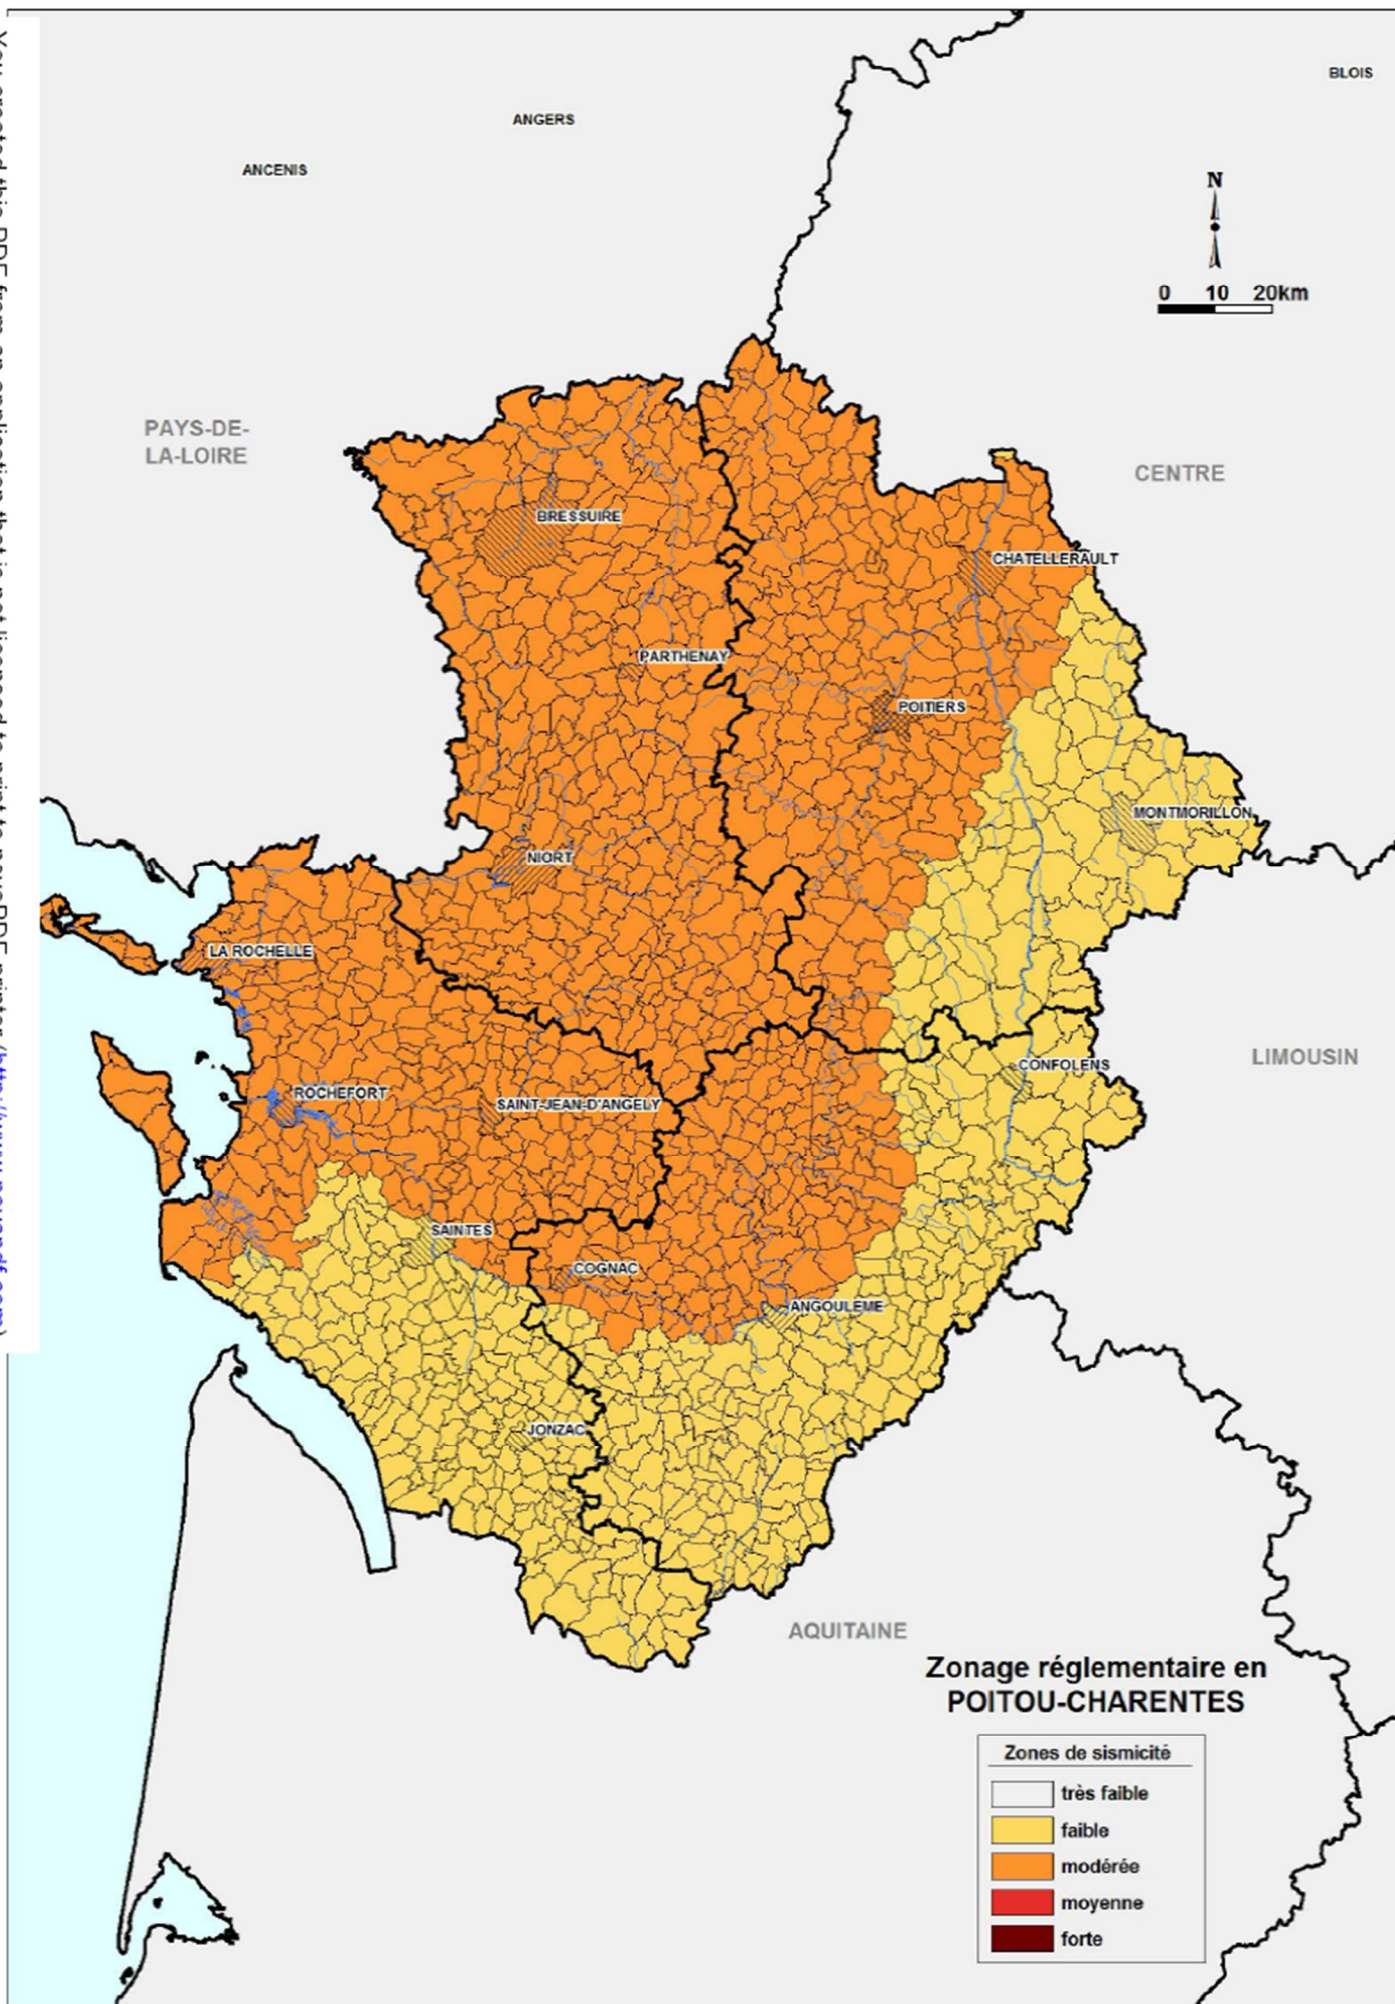 BLOIS
ANGERS
ANCENIS
N
0 10 20km
PAYS-DE-
LA-LOIRE
CENTRE
BRESSUIRE
CHATELLERAULT
PARTHENAY
POITIERS
MONTMORILLON
NIORT
LA ROCHELLE
LIMOUSIN
CONFOLENS
ROCHEFORT
SAINT-JEAN-D'ANGELY
SAINTES
COGNAC
ANGOULEME
JONZAC
AQUITAINE
Zonage réglementaire en
POITOU-CHARENTES
Zones de sismicité
très faible
faible
modérée
moyenne
forte